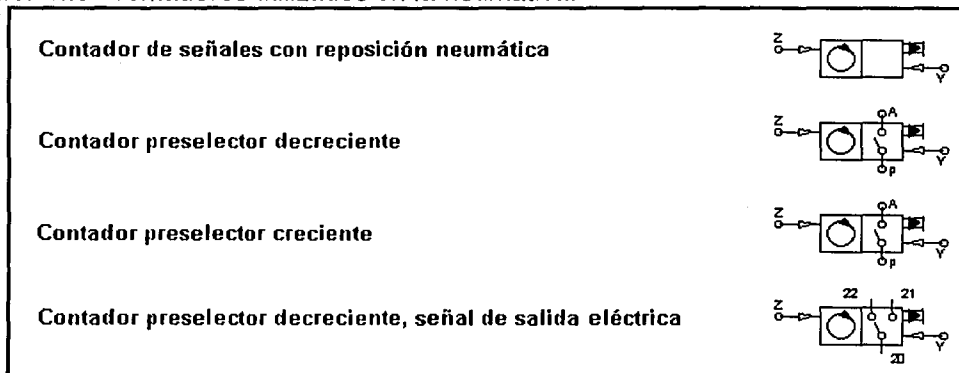 Contador de señales con reposición neumática
Z
Y
Contador preselector decreciente
Z
A
Y
p
Contador preselector creciente
Z
A
Y
p
Contador preselector decreciente, señal de salida eléctrica
Z
22 21
Y
20